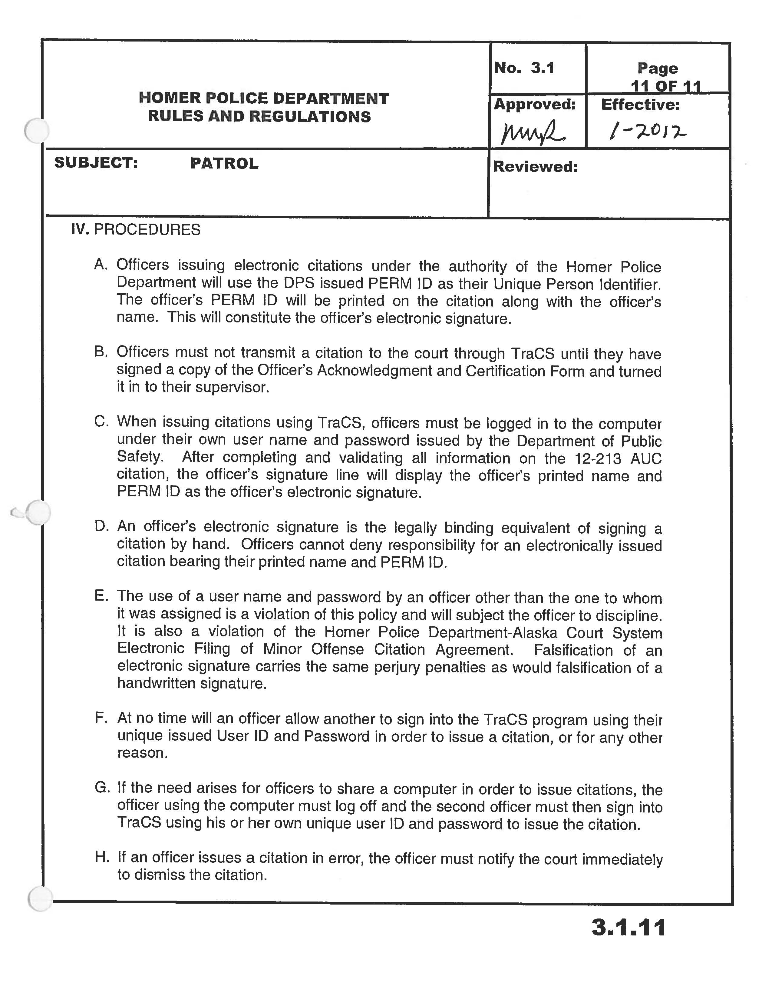 HOMER POLICE DEPARTMENT
RULES AND REGULATIONS
No. 3.1
Page
11 OF 11
Approved:
Effective:
1-2012
SUBJECT: PATROL
Reviewed:
IV. PROCEDURES
A. Officers issuing electronic citations under the authority of the Homer Police
Department will use the DPS issued PERM ID as their Unique Person Identifier.
The officer's PERM ID will be printed on the citation along with the officer's
name. This will constitute the officer's electronic signature.
B. Officers must not transmit a citation to the court through TraCS until they have
signed a copy of the Officer's Acknowledgment and Certification Form and turned
it in to their supervisor.
C. When issuing citations using TraCS, officers must be logged in to the computer
under their own user name and password issued by the Department of Public
Safety. After completing and validating all information on the 12-213 AUC
citation, the officer's signature line will display the officer's printed name and
PERM ID as the officer's electronic signature.
D. An officer's electronic signature is the legally binding equivalent of signing a
citation by hand. Officers cannot deny responsibility for an electronically issued
citation bearing their printed name and PERM ID.
E. The use of a user name and password by an officer other than the one to whom
it was assigned is a violation of this policy and will subject the officer to discipline.
It is also a violation of the Homer Police Department-Alaska Court System
Electronic Filing of Minor Offense Citation Agreement. Falsification of an
electronic signature carries the same perjury penalties as would falsification of a
handwritten signature.
F. At no time will an officer allow another to sign into the TraCS program using their
unique issued User ID and Password in order to issue a citation, or for any other
reason.
G. If the need arises for officers to share a computer in order to issue citations, the
officer using the computer must log off and the second officer must then sign into
TraCS using his or her own unique user ID and password to issue the citation.
H. If an officer issues a citation in error, the officer must notify the court immediately
to dismiss the citation.
3.1.11